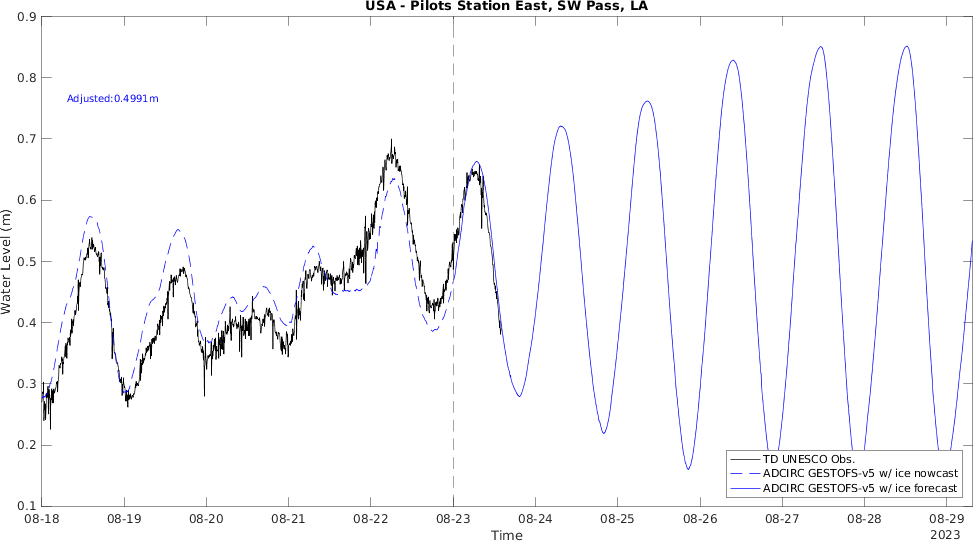 USA - Pilots Station East, SW Pass, LA
0.9
0.8
0.7
0.6
0.5
0.4
0.3
0.2
0.1
Water Level (m)
Adjusted:0.4991m
TD UNESCO Obs.
ADCIRC GESTOFS-v5 w/ ice nowcast
ADCIRC GESTOFS-v5 w/ ice forecast
08-18 08-19 08-20 08-21 08-22 08-23 08-24 08-25 08-26 08-27 08-28 08-29
2023
Time